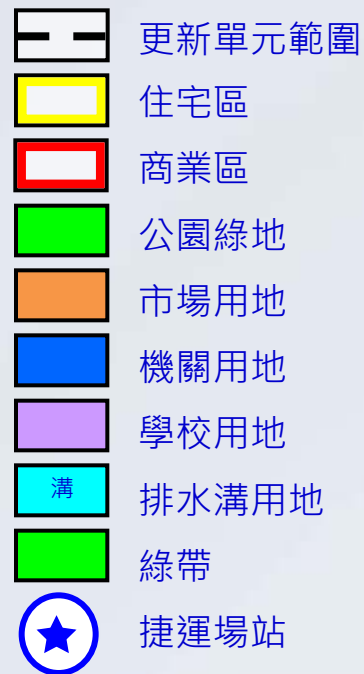 更新單元範圍
住宅區
商業區
公園綠地
市場用地
機關用地
學校用地
溝 排水溝用地
綠帶
捷運場站